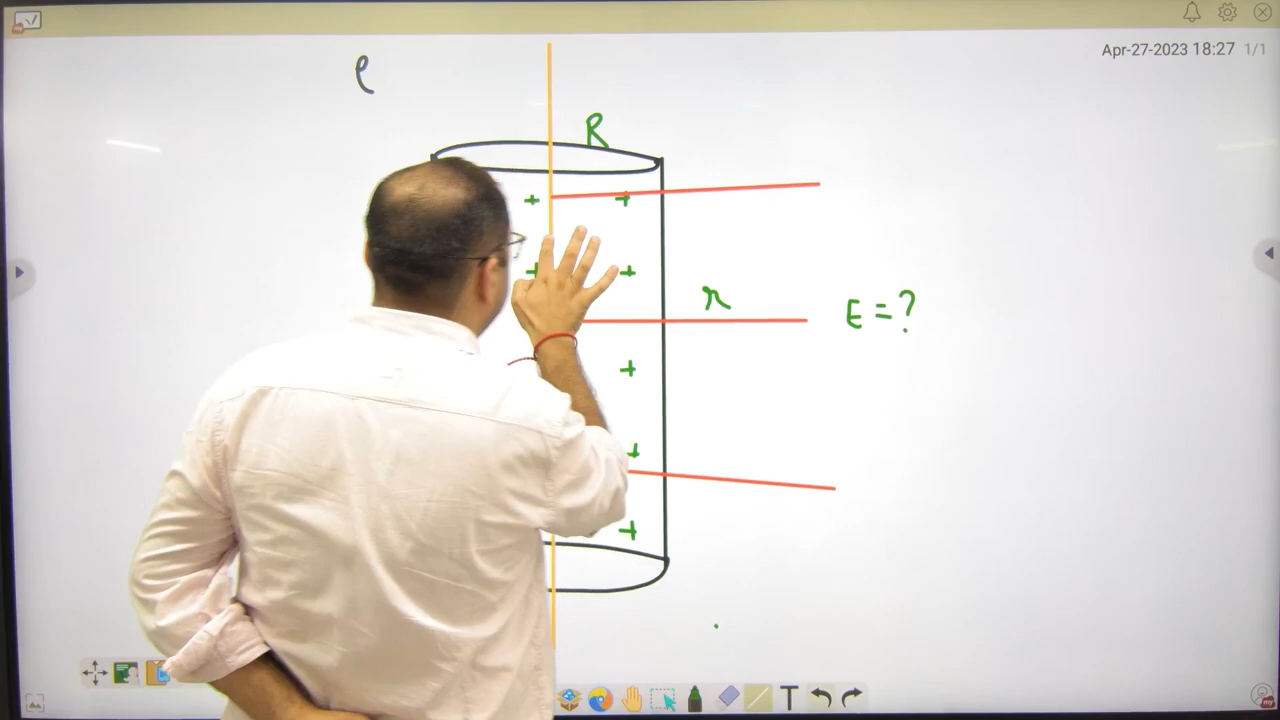 Apr-27-2023 18:27 1/1
ρ
R
+ +
+ +
r
E = ?
+
+
+
T